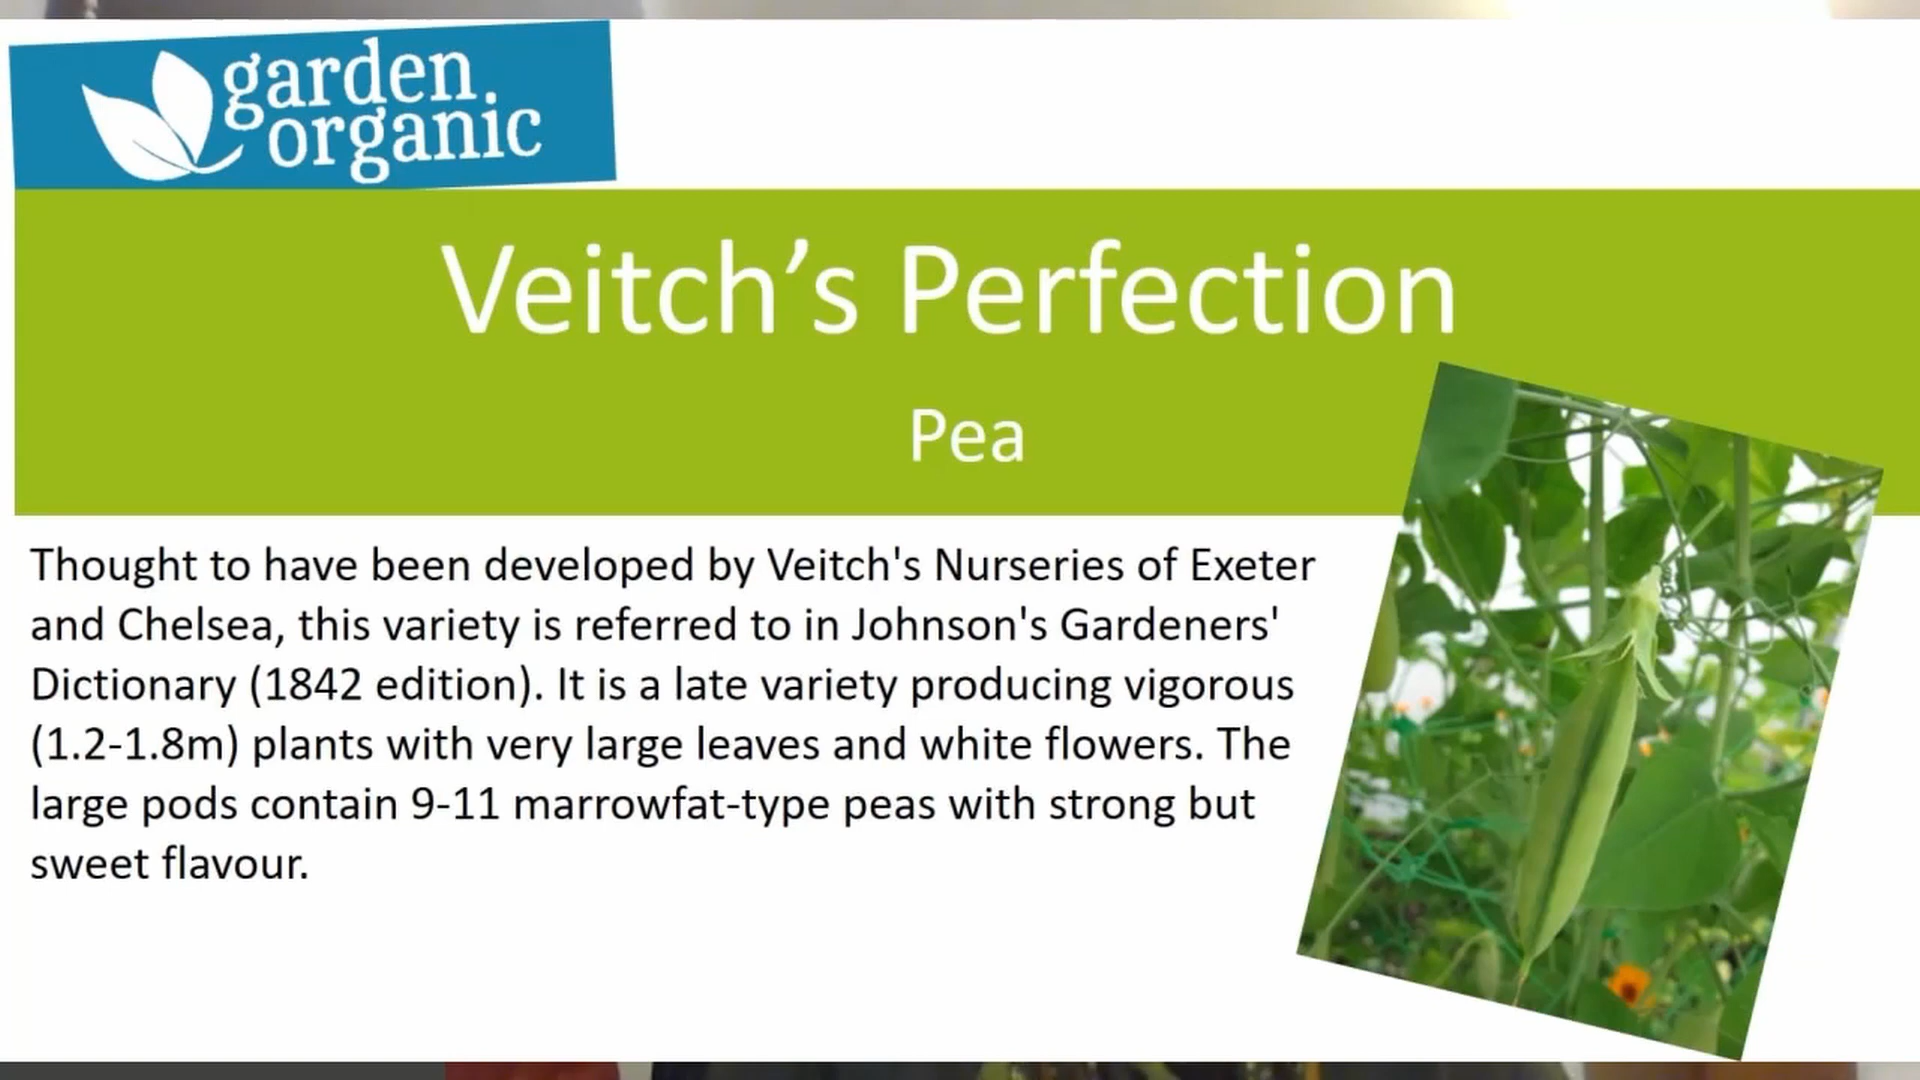 garden
organic
Veitch’s Perfection
Pea
Thought to have been developed by Veitch's Nurseries of Exeter
and Chelsea, this variety is referred to in Johnson's Gardeners'
Dictionary (1842 edition). It is a late variety producing vigorous
(1.2-1.8m) plants with very large leaves and white flowers. The
large pods contain 9-11 marrowfat-type peas with strong but
sweet flavour.